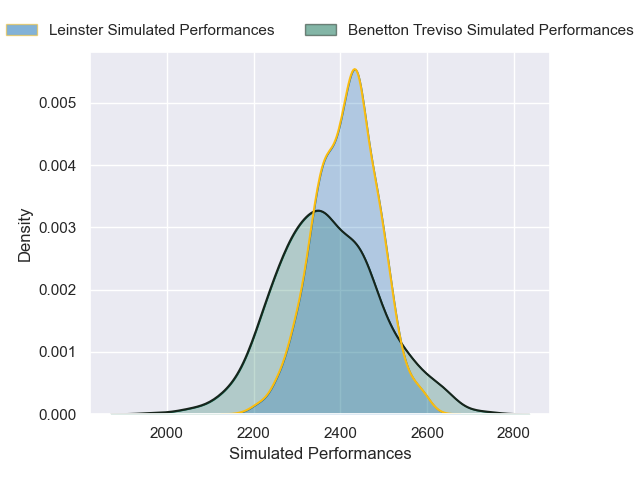 Leinster Simulated Performances
Benetton Treviso Simulated Performances
0.005
0.004
0.003
0.002
0.001
0.000
Density
2000
2200
2400
2600
2800
Simulated Performances